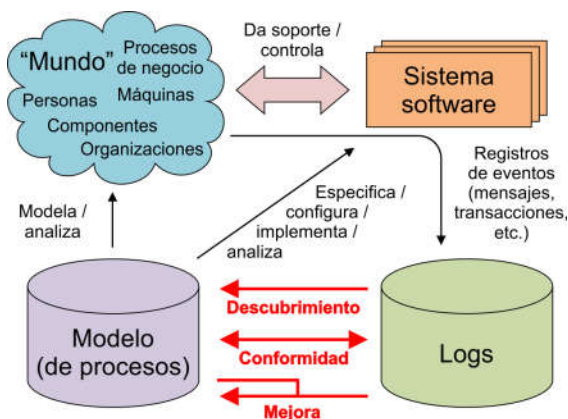 “Mundo”
Procesos
de negocio
Personas
Máquinas
Componentes
Organizaciones
Da soporte /
controla
Sistema
software
Modela /
analiza
Especifica /
configura /
implementa /
analiza
Registros
de eventos
(mensajes,
transacciones,
etc.)
Modelo
(de procesos)
Descubrimiento
Conformidad
Mejora
Logs